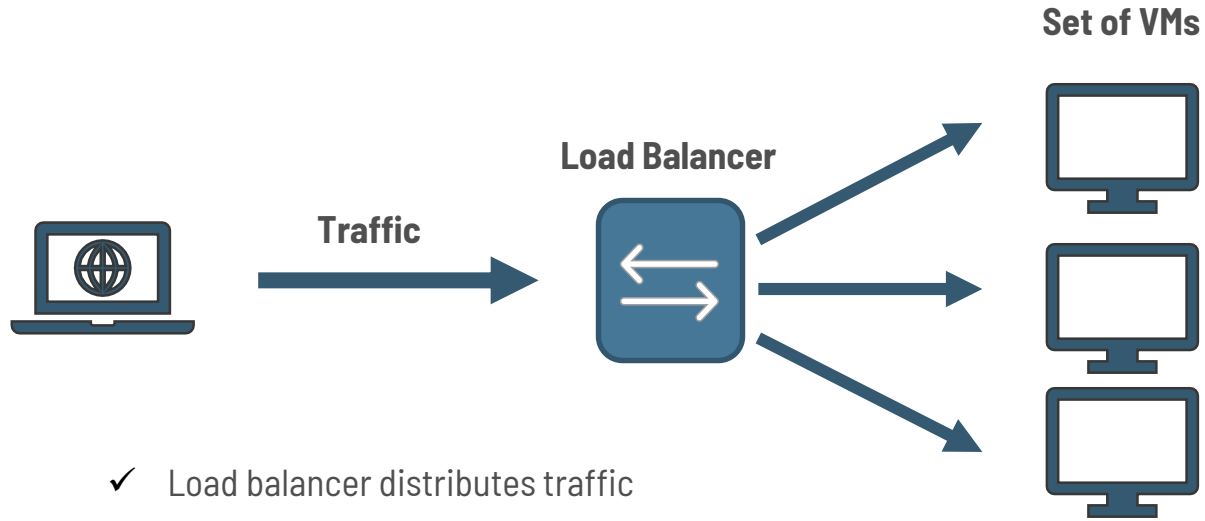 Set of VMs
Load Balancer
Traffic
✓ Load balancer distributes traffic